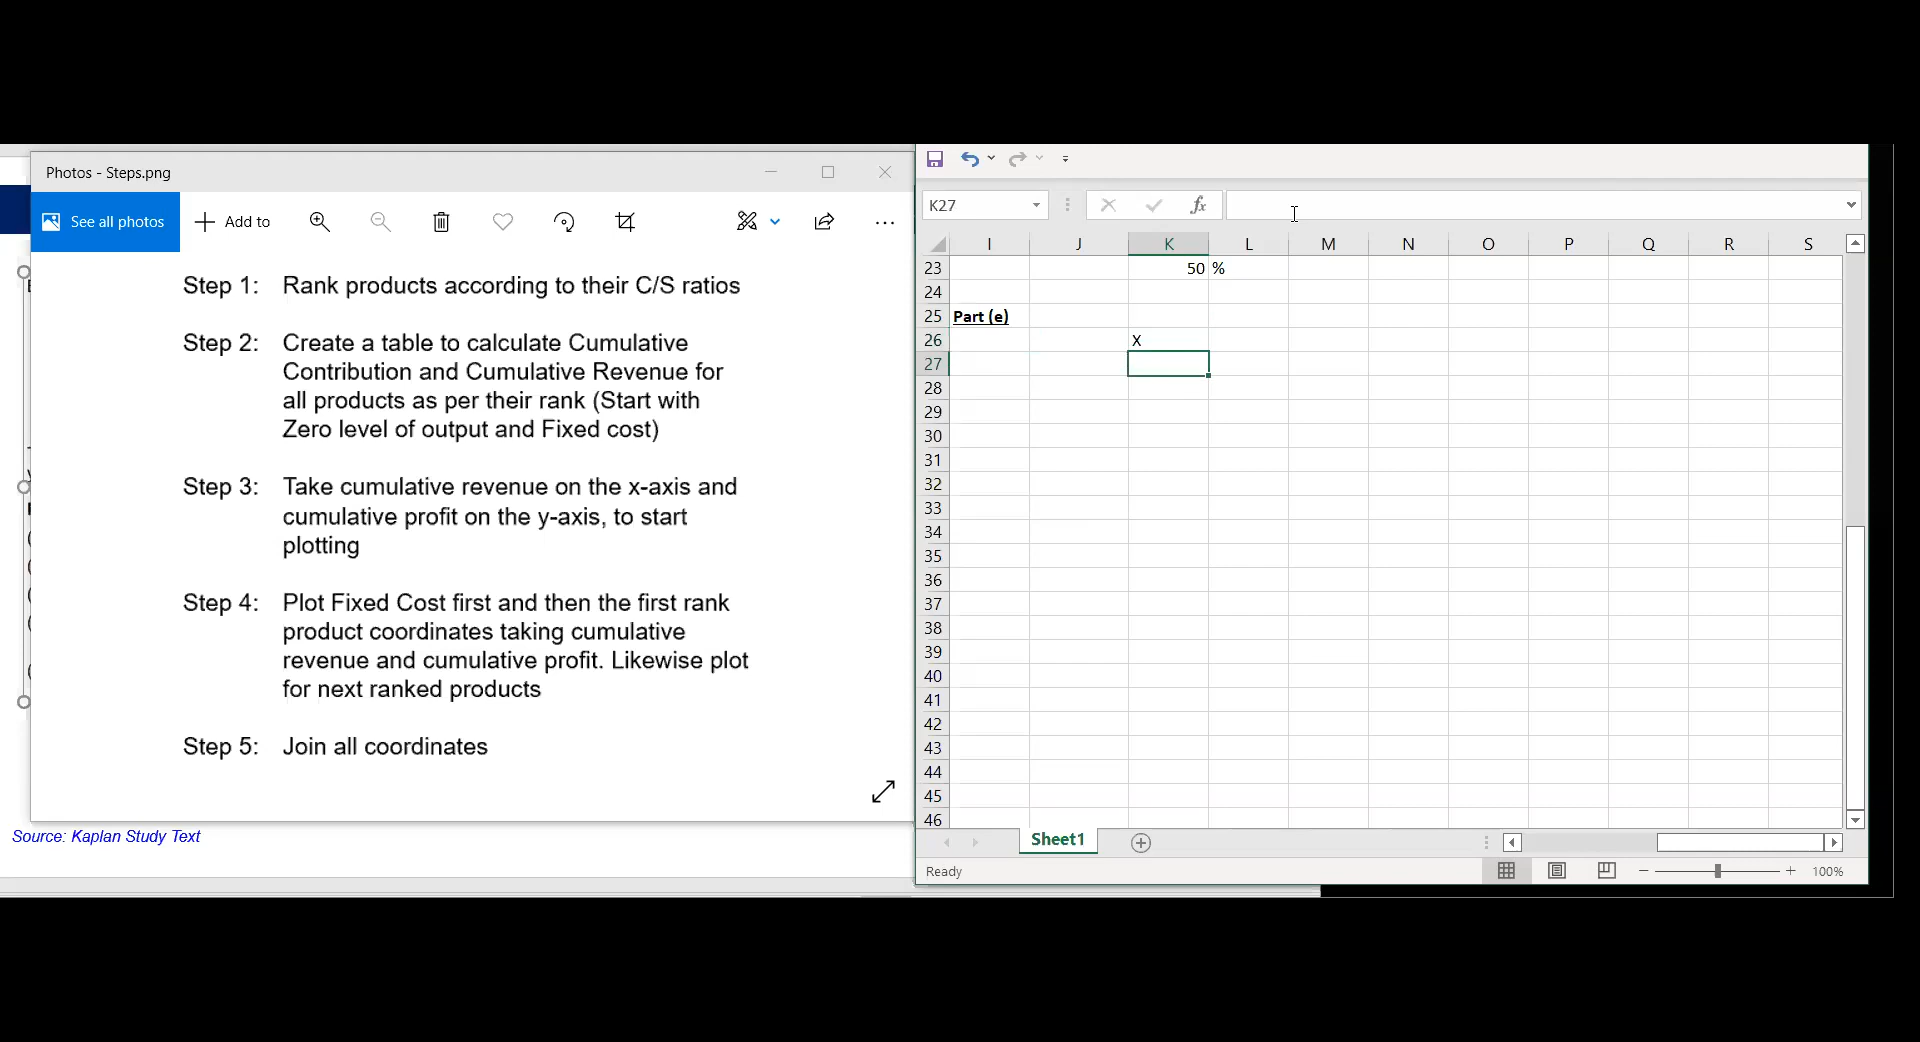 Photos - Steps.png
See all photos
Add to
Step 1: Rank products according to their C/S ratios
Step 2: Create a table to calculate Cumulative
Contribution and Cumulative Revenue for
all products as per their rank (Start with
Zero level of output and Fixed cost)
Step 3: Take cumulative revenue on the x-axis and
cumulative profit on the y-axis, to start
plotting
Step 4: Plot Fixed Cost first and then the first rank
product coordinates taking cumulative
revenue and cumulative profit. Likewise plot
for next ranked products
Step 5: Join all coordinates
Source: Kaplan Study Text
K27
fx
I J K L M N O P Q R S
23 50 %
24
25 Part (e)
26 X
27
28
29
30
31
32
33
34
35
36
37
38
39
40
41
42
43
44
45
46
Sheet1
Ready
100%